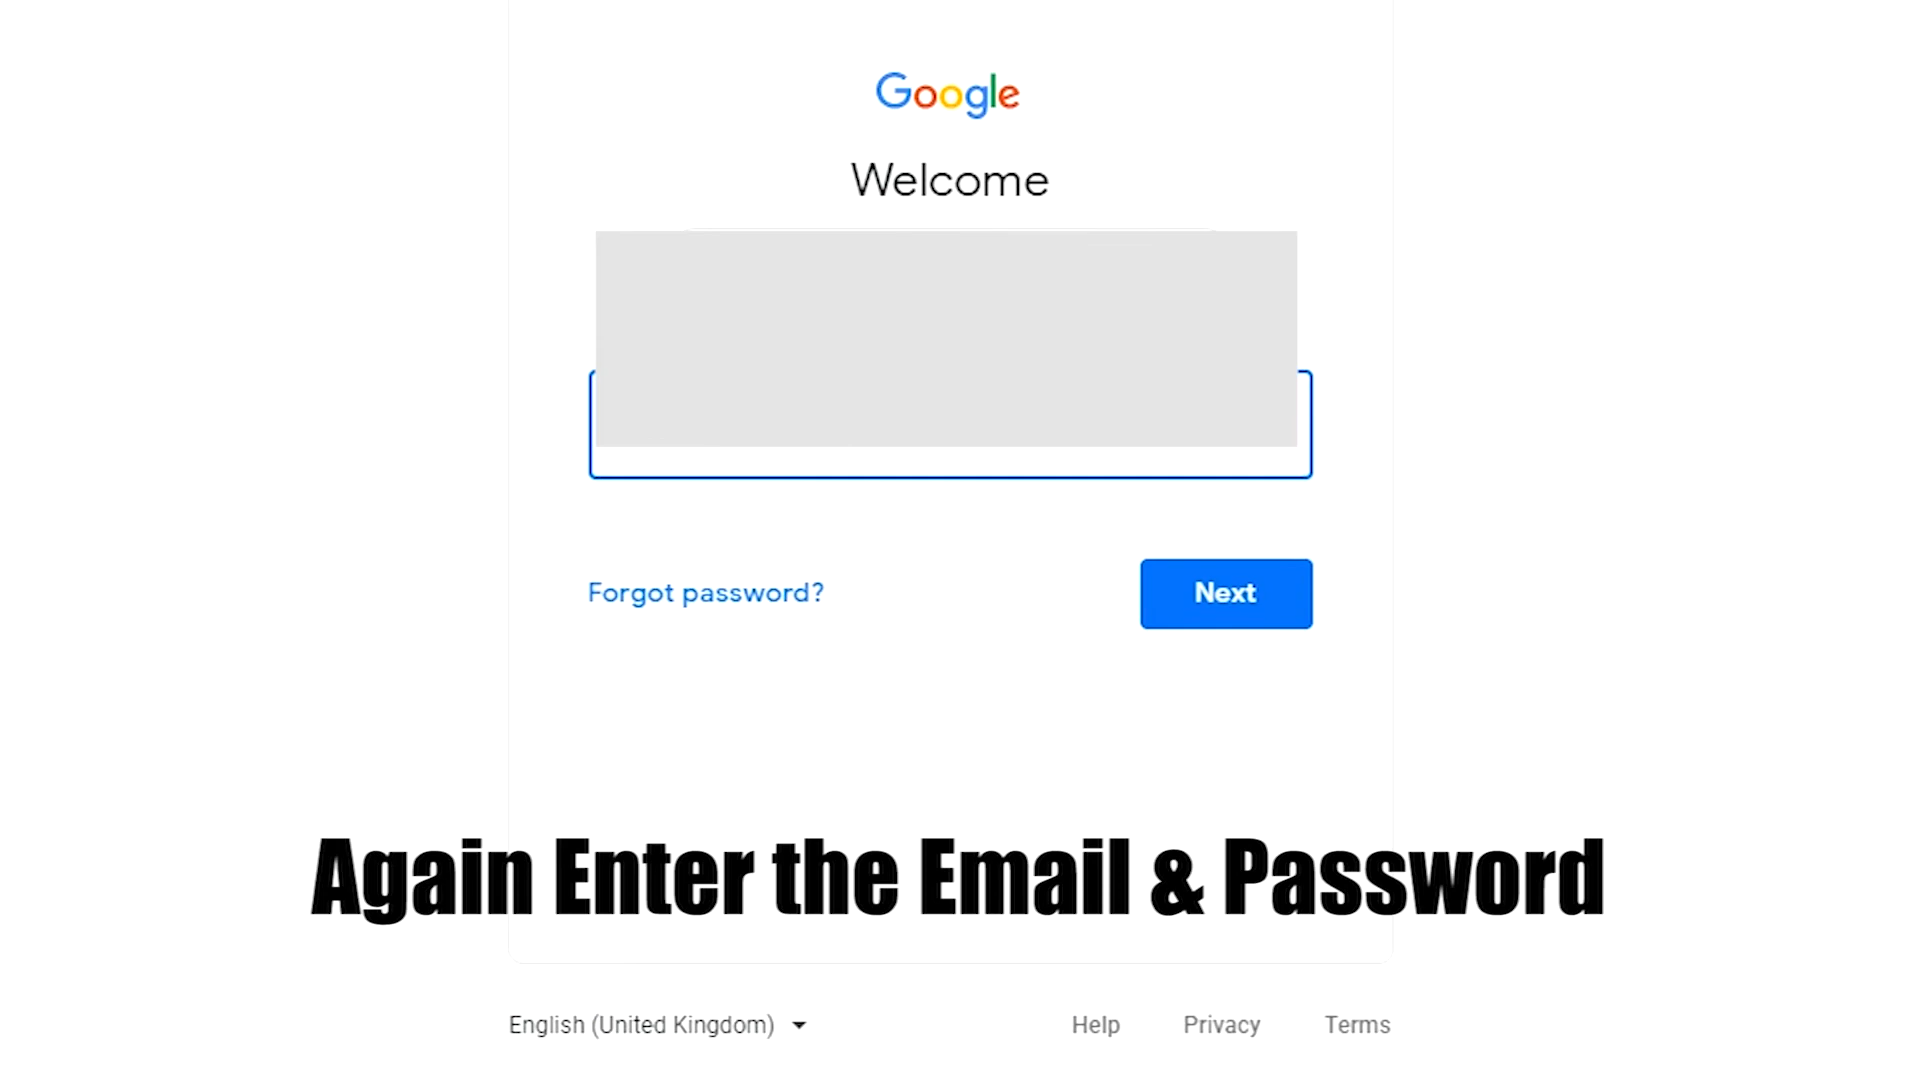 Google
Welcome
Forgot password?
Next
Again Enter the Email & Password
English (United Kingdom)
Help
Privacy
Terms